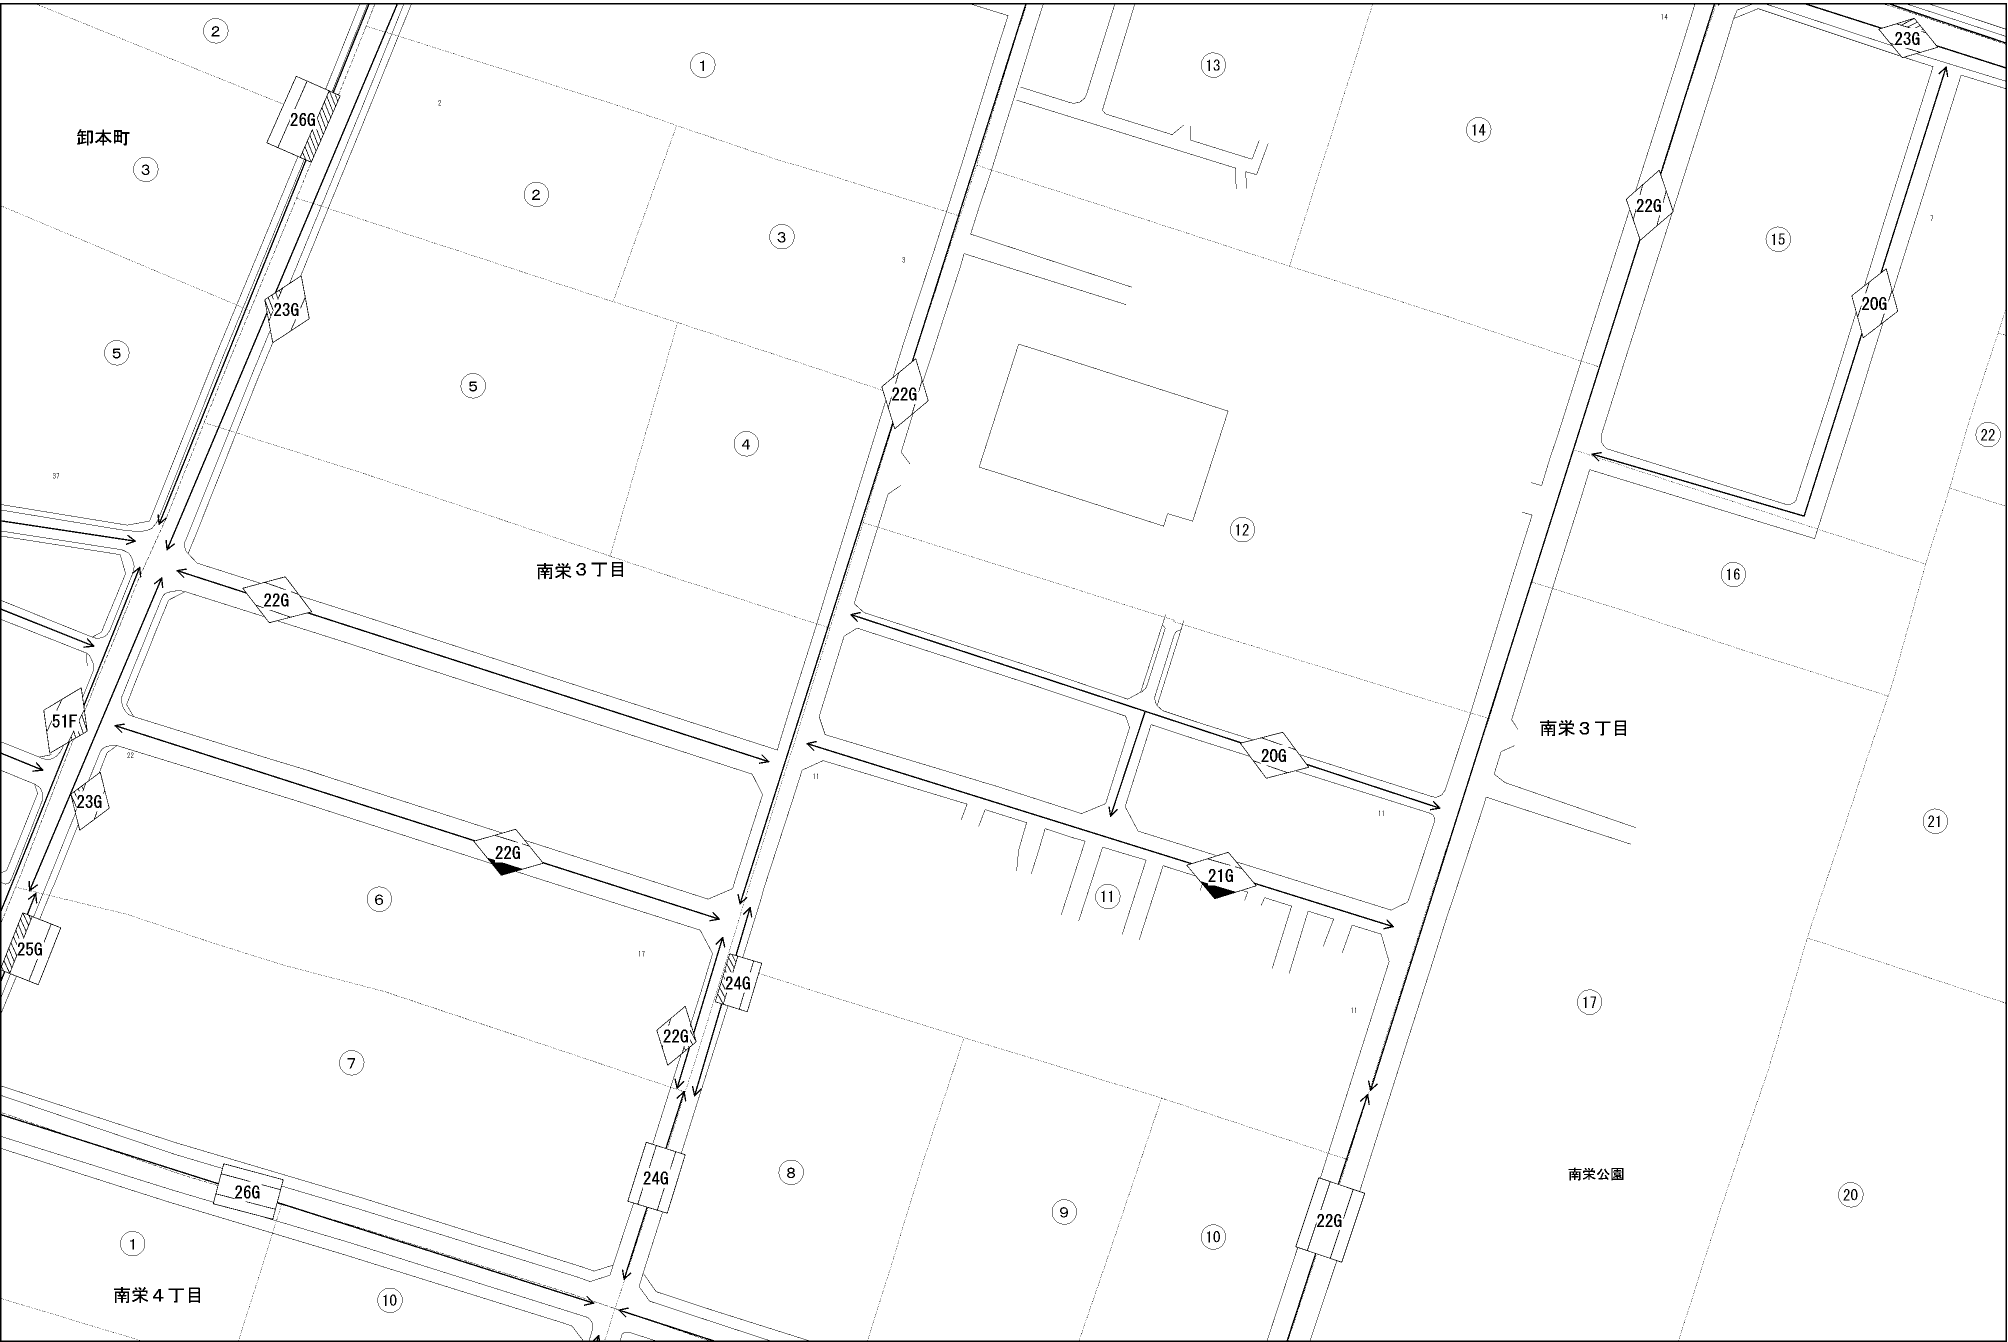 ②
①
⑬
14
23G
26G
2
⑭
卸本町
③
②
22G
7
③
3
⑮
23G
20G
⑤
⑤
22G
④
㉒
37
⑫
南栄３丁目
⑯
22G
51F
南栄３丁目
20G
22
23G
11
11
㉑
22G
21G
⑥
⑪
25G
17
24G
⑰
11
22G
⑦
24G
⑧
南栄公園
26G
⑳
⑨
22G
①
⑩
南栄４丁目
⑩